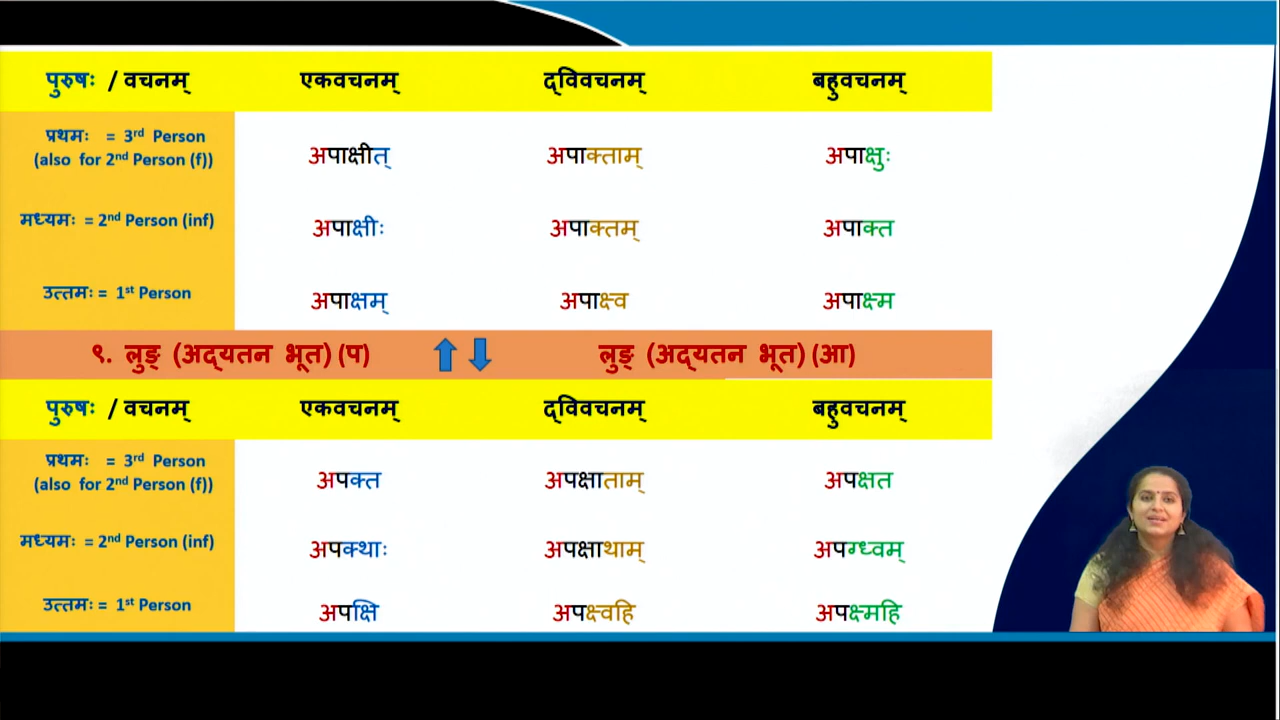 पुरुषः / वचनम् एकवचनम् द्विवचनम् बहुवचनम्
प्रथमः = 3rd Person
(also for 2nd Person (f)) अपाक्षीत् अपाक्ताम् अपाक्षुः
मध्यमः = 2nd Person (inf) अपाक्षीः अपाक्तम् अपाक्त
उत्तमः = 1st Person अपाक्षम् अपाक्ष्व अपाक्ष्म
९. लुङ् (अद्यतन भूत) (प) लुङ् (अद्यतन भूत) (आ)
पुरुषः / वचनम् एकवचनम् द्विवचनम् बहुवचनम्
प्रथमः = 3rd Person
(also for 2nd Person (f)) अपक्त अपक्षाताम् अपक्षत
मध्यमः = 2nd Person (inf) अपक्थाः अपक्षाथाम् अपग्ध्वम्
उत्तमः = 1st Person अपक्षि अपक्ष्वहि अपक्ष्महि